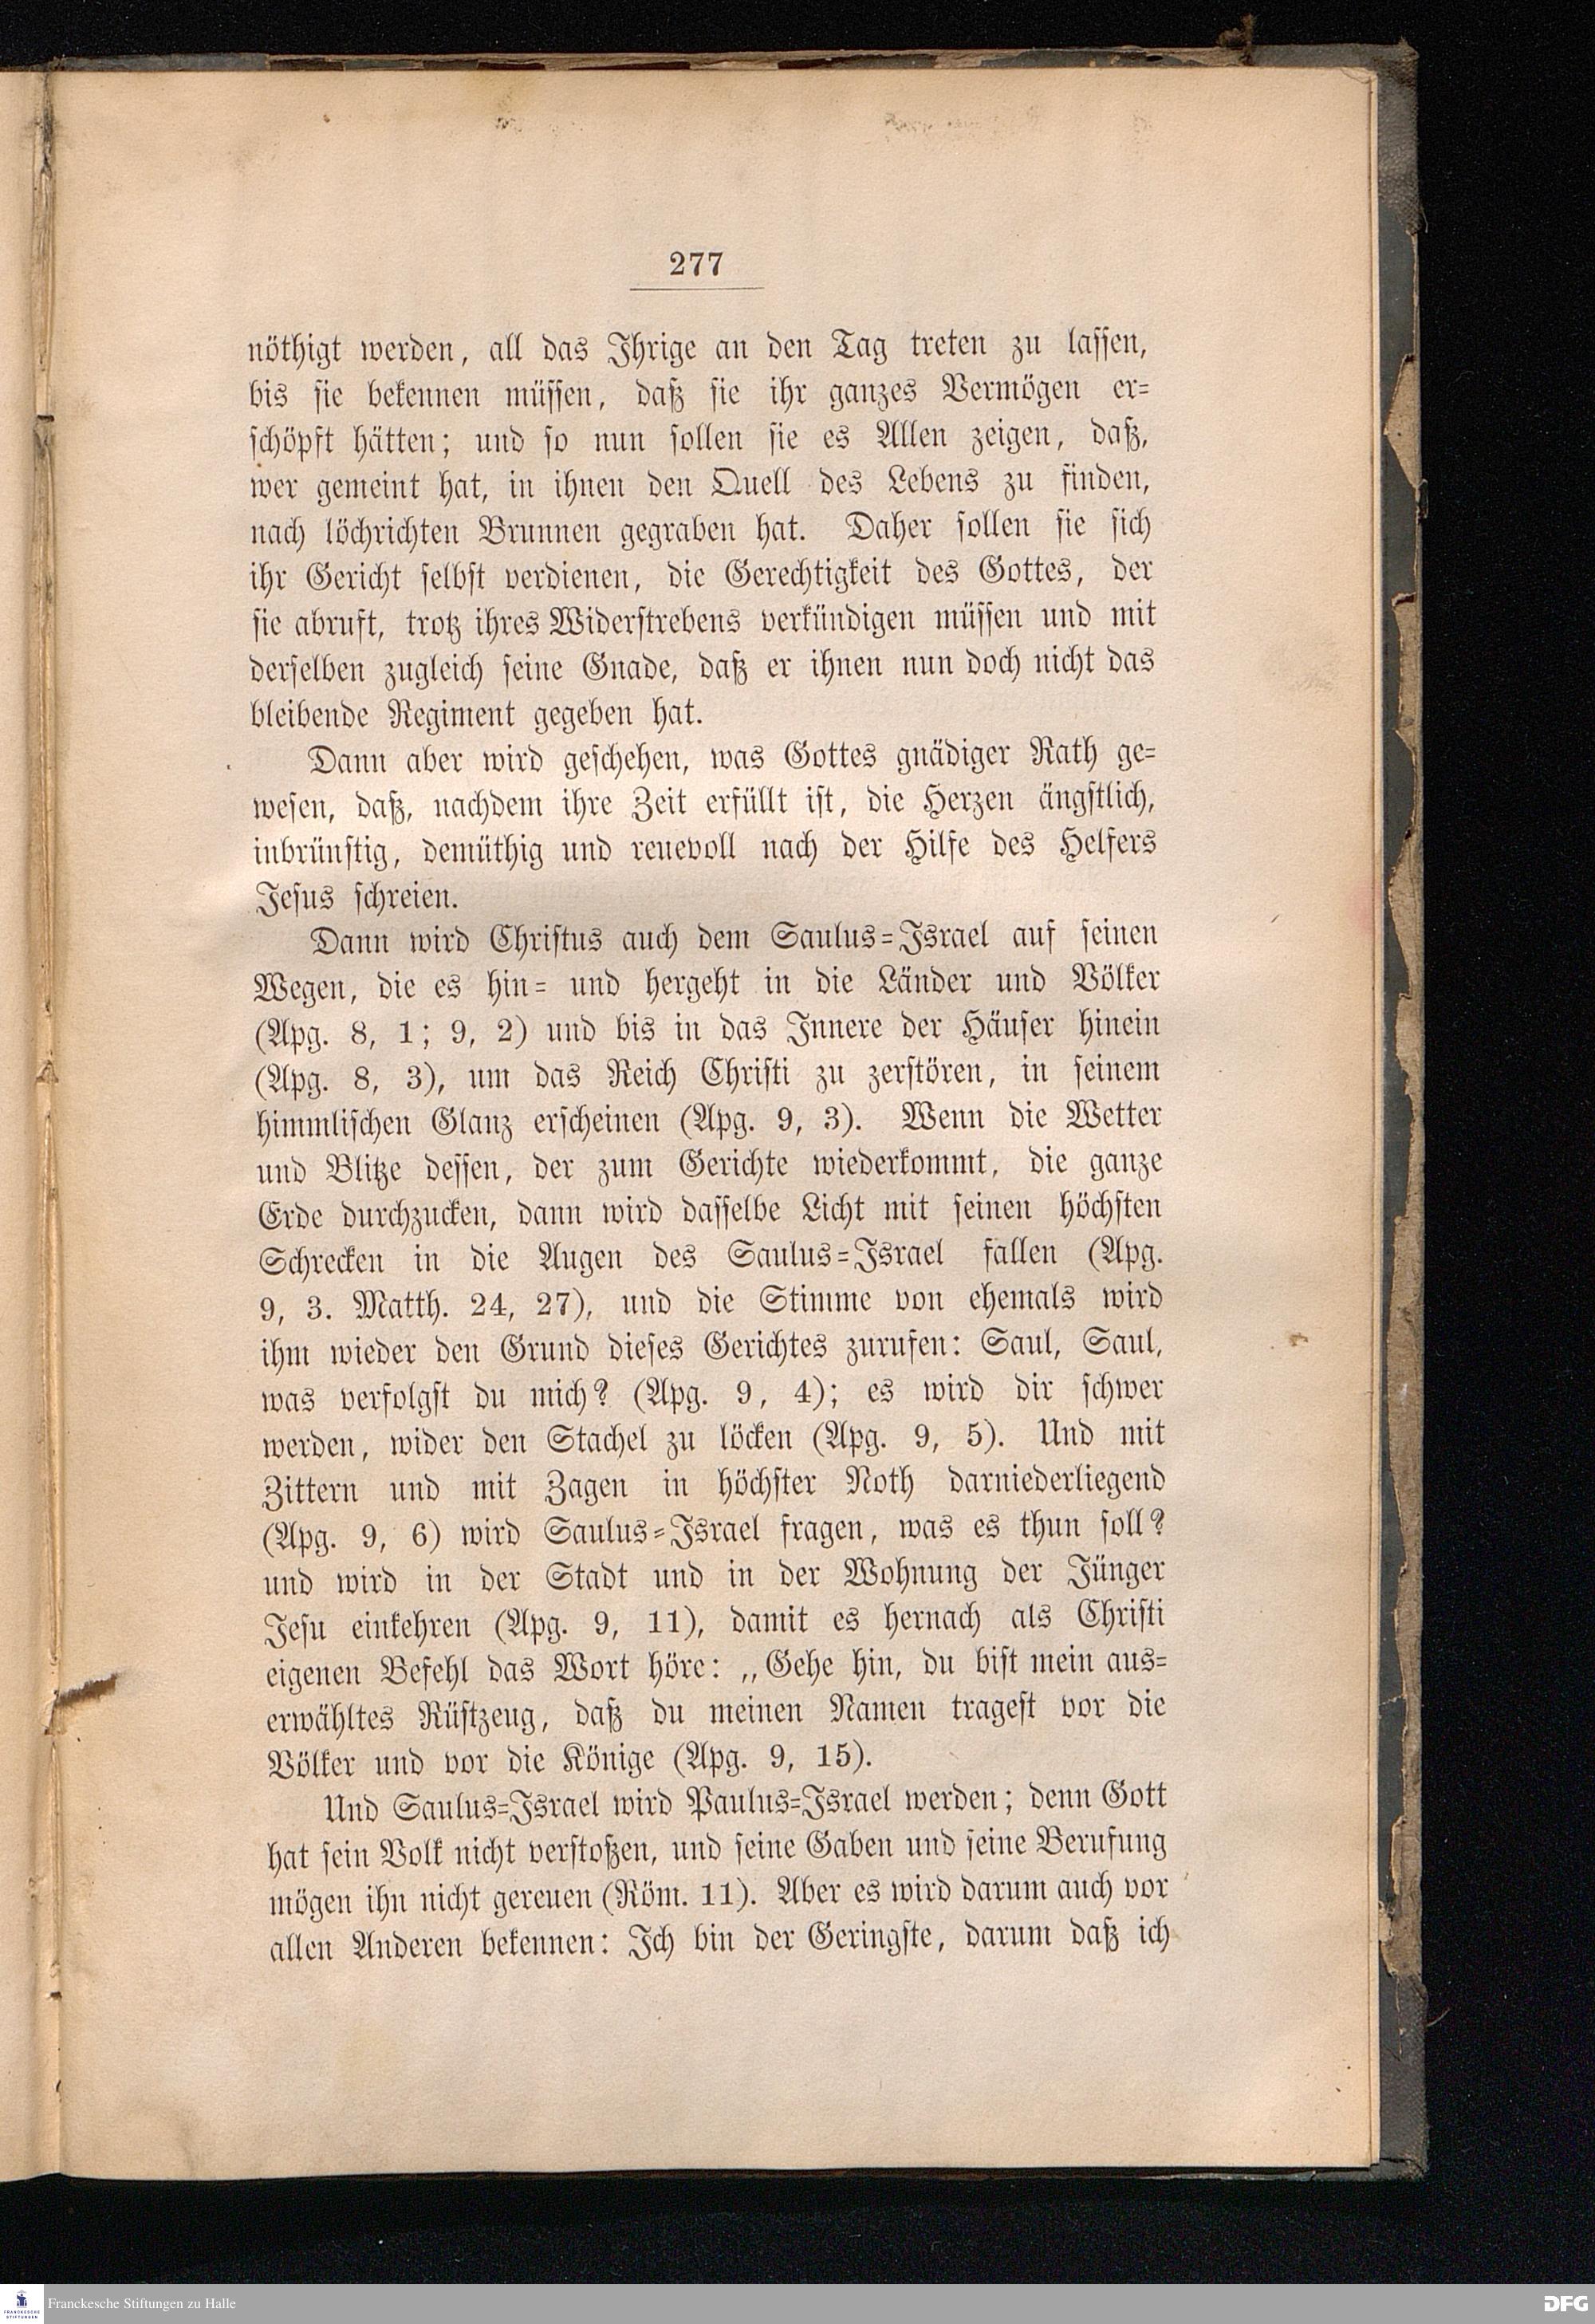 277
nöthigt werden, all das Ihrige an den Tag treten zu lassen,
bis sie bekennen müssen, daß sie ihr ganzes Vermögen er=
schöpft hätten; und so nun sollen sie es Allen zeigen, daß,
wer gemeint hat, in ihnen den Quell des Lebens zu finden,
nach löchrichten Brunnen gegraben hat. Daher sollen sie sich
ihr Gericht selbst verdienen, die Gerechtigkeit des Gottes, der
sie abruft, trotz ihres Widerstrebens verkündigen müssen und mit
derselben zugleich seine Gnade, daß er ihnen nun doch nicht das
bleibende Regiment gegeben hat.
Dann aber wird geschehen, was Gottes gnädiger Rath ge=
wesen, daß, nachdem ihre Zeit erfüllt ist, die Herzen ängstlich,
inbrünstig, demüthig und reuevoll nach der Hilfe des Helfers
Jesus schreien.
Dann wird Christus auch dem Saulus=Israel auf seinen
Wegen, die es hin= und hergeht in die Länder und Völker
(Apg. 8, 1; 9, 2) und bis in das Innere der Häuser hinein
(Apg. 8, 3), um das Reich Christi zu zerstören, in seinem
himmlischen Glanz erscheinen (Apg. 9, 3). Wenn die Wetter
und Blitze dessen, der zum Gerichte wiederkommt, die ganze
Erde durchzucken, dann wird dasselbe Licht mit seinen höchsten
Schrecken in die Augen des Saulus=Israel fallen (Apg.
9, 3. Matth. 24, 27), und die Stimme von ehemals wird
ihm wieder den Grund dieses Gerichtes zurufen: Saul, Saul,
was verfolgst du mich? (Apg. 9, 4); es wird dir schwer
werden, wider den Stachel zu löcken (Apg. 9, 5). Und mit
Zittern und mit Zagen in höchster Noth darniederliegend
(Apg. 9, 6) wird Saulus=Israel fragen, was es thun soll?
und wird in der Stadt und in der Wohnung der Jünger
Jesu einkehren (Apg. 9, 11), damit es hernach als Christi
eigenen Befehl das Wort höre: „Gehe hin, du bist mein aus=
erwähltes Rüstzeug, daß du meinen Namen tragest vor die
Völker und vor die Könige (Apg. 9, 15).
Und Saulus=Israel wird Paulus=Israel werden; denn Gott
hat sein Volk nicht verstoßen, und seine Gaben und seine Berufung
mögen ihn nicht gereuen (Röm. 11). Aber es wird darum auch vor
allen Anderen bekennen: Ich bin der Geringste, darum daß ich
FRANCKESCHE
STIFTUNGEN
Franckesche Stiftungen zu Halle
DFG